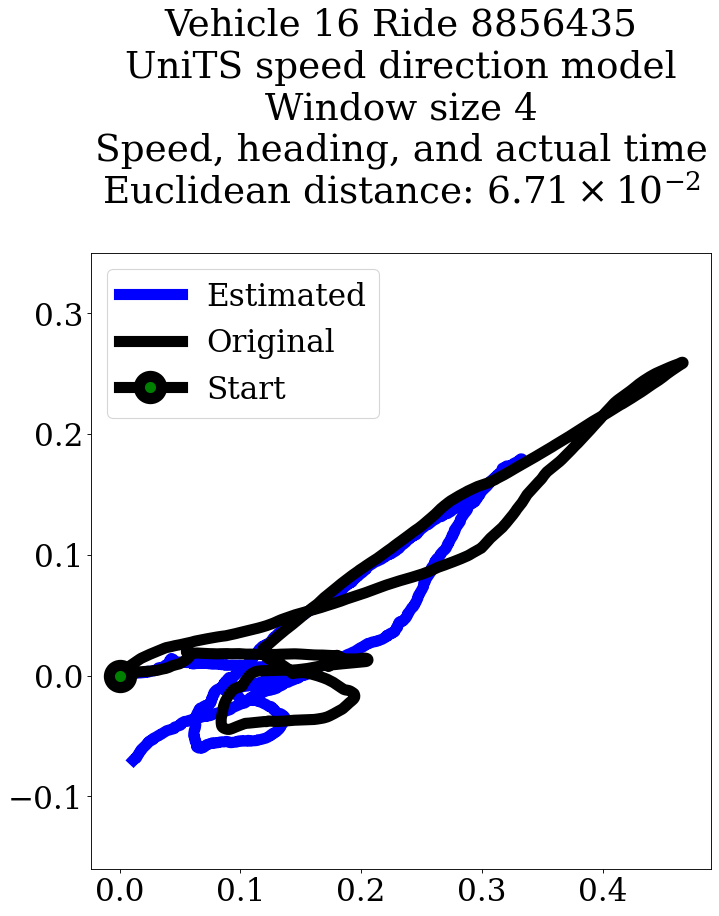 Vehicle 16 Ride 8856435
UniTS speed direction model
Window size 4
Speed, heading, and actual time
Euclidean distance: 6.71 × 10⁻²
Estimated
Original
Start
0.3
0.2
0.1
0.0
−0.1
0.0 0.1 0.2 0.3 0.4